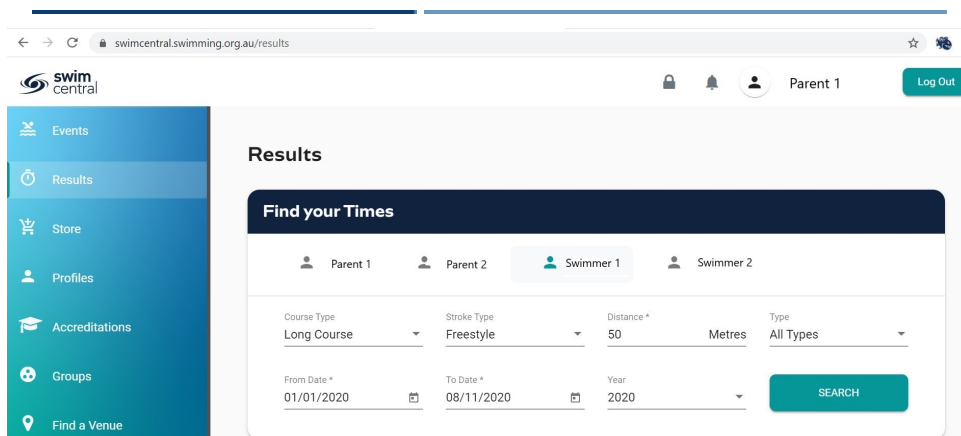 swimcentral.swimming.org.au/results
swim
central
Parent 1
Log Out
Events
Results
Store
Profiles
Accreditations
Groups
Find a Venue
Results
Find your Times
Parent 1 Parent 2 Swimmer 1 Swimmer 2
Course Type Stroke Type Distance * Type
Long Course Freestyle 50 Metres All Types
From Date * To Date * Year
01/01/2020 08/11/2020 2020 SEARCH